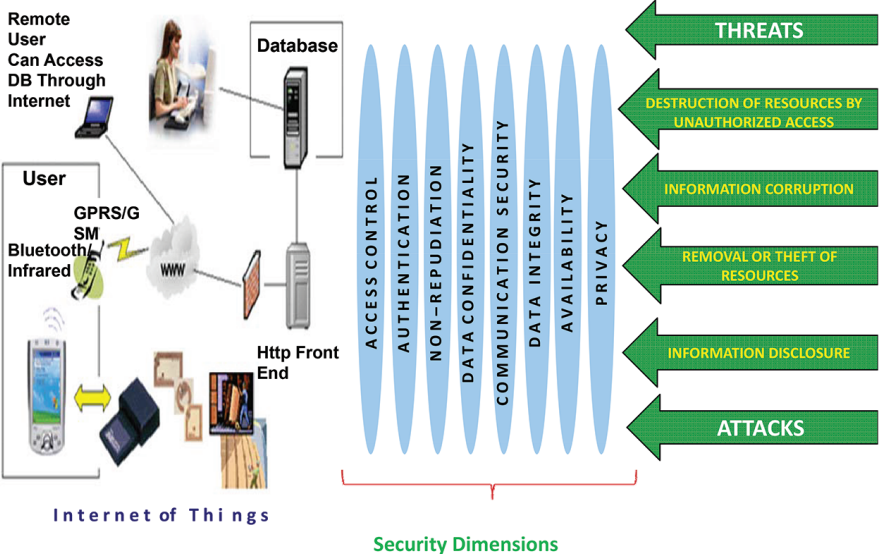 Remote
User
Can Access
DB Through
Internet
Database
User
GPRS/G
SM
Bluetooth/
Infrared
WWW
Http Front
End
Internet of Things
ACCESS CONTROL
AUTHENTICATION
NON–REPUDIATION
DATA CONFIDENTIALITY
COMMUNICATION SECURITY
DATA INTEGRITY
AVAILABILITY
PRIVACY
Security Dimensions
THREATS
DESTRUCTION OF RESOURCES BY
UNAUTHORIZED ACCESS
INFORMATION CORRUPTION
REMOVAL OR THEFT OF
RESOURCES
INFORMATION DISCLOSURE
ATTACKS